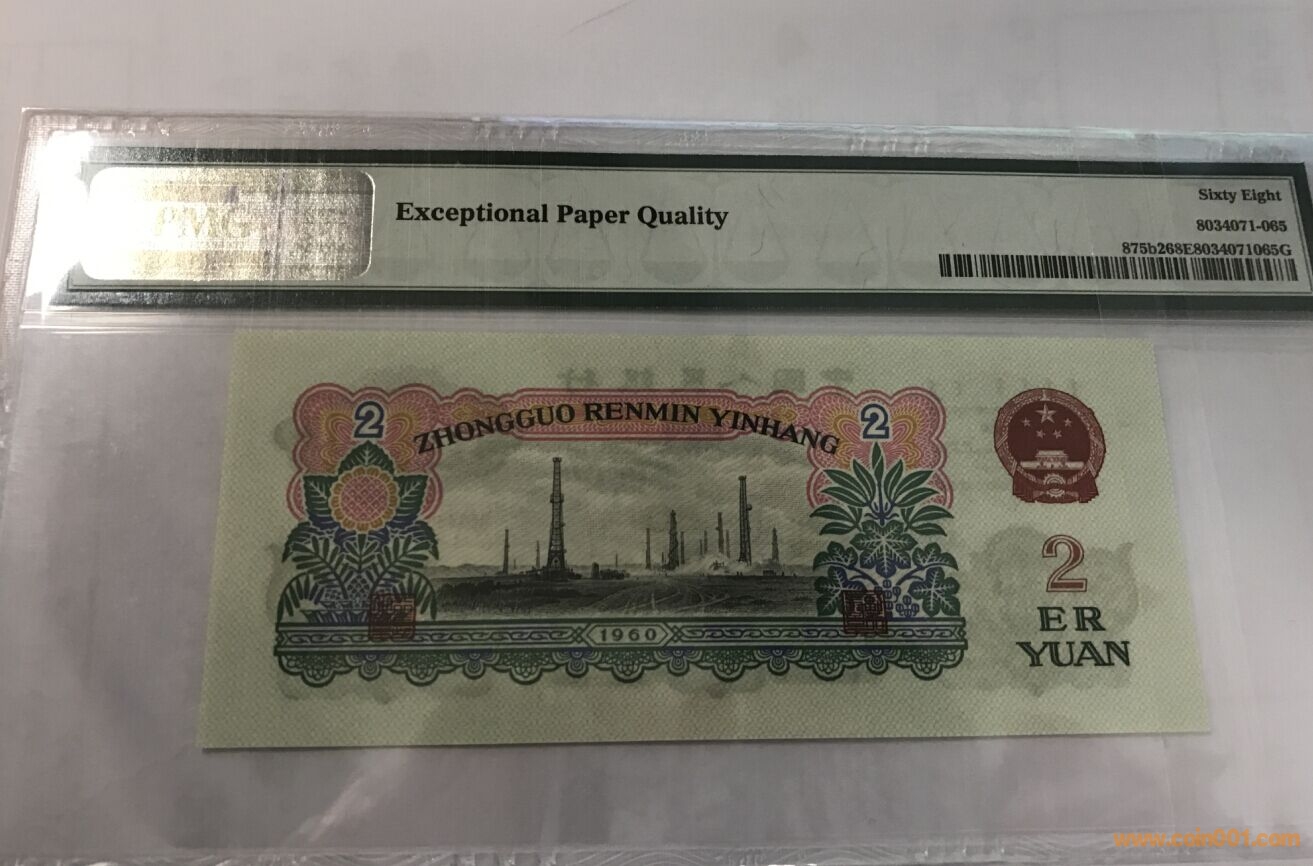 PMG
Exceptional Paper Quality
Sixty Eight
8034071-065
875b268E8034071065G
2
ZHONGGUO RENMIN YINHANG
2
2
ER
YUAN
1960
www.coin001.com